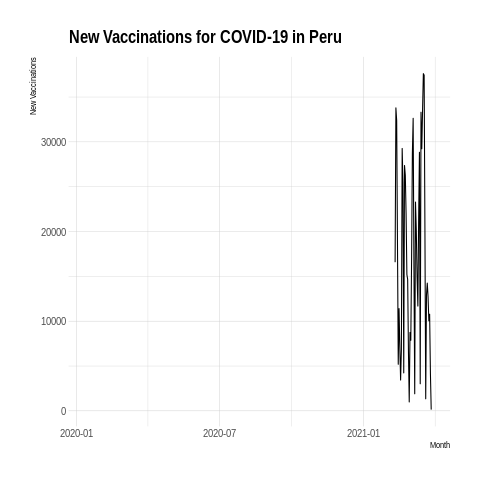 New Vaccinations for COVID-19 in Peru
New Vaccinations
30000
20000
10000
0
2020-01 2020-07 2021-01
Month